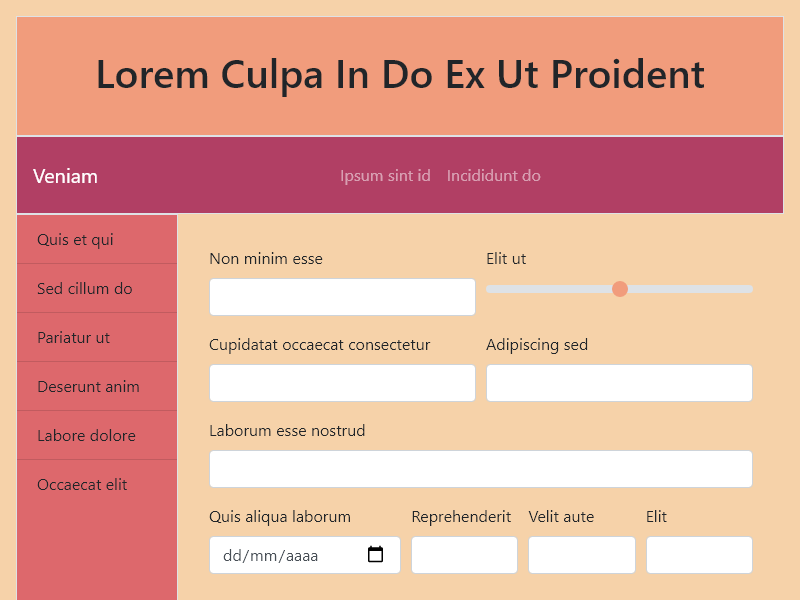 Lorem Culpa In Do Ex Ut Proident
Veniam
Ipsum sint id
Incididunt do
Quis et qui
Sed cillum do
Pariatur ut
Deserunt anim
Labore dolore
Occaecat elit
Non minim esse
Elit ut
Cupidatat occaecat consectetur
Adipiscing sed
Laborum esse nostrud
Quis aliqua laborum
dd/mm/aaaa
Reprehenderit
Velit aute
Elit